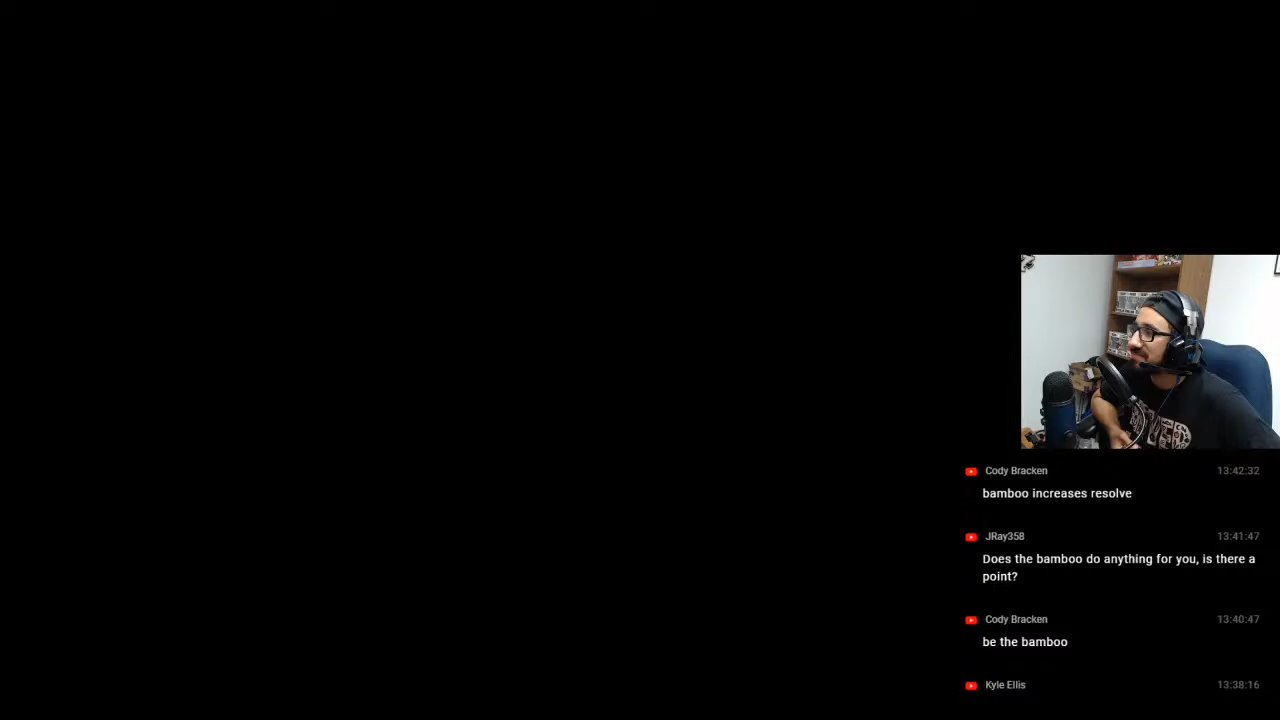 Cody Bracken 13:42:32
bamboo increases resolve
JRay358 13:41:47
Does the bamboo do anything for you, is there a
point?
Cody Bracken 13:40:47
be the bamboo
Kyle Ellis 13:38:16